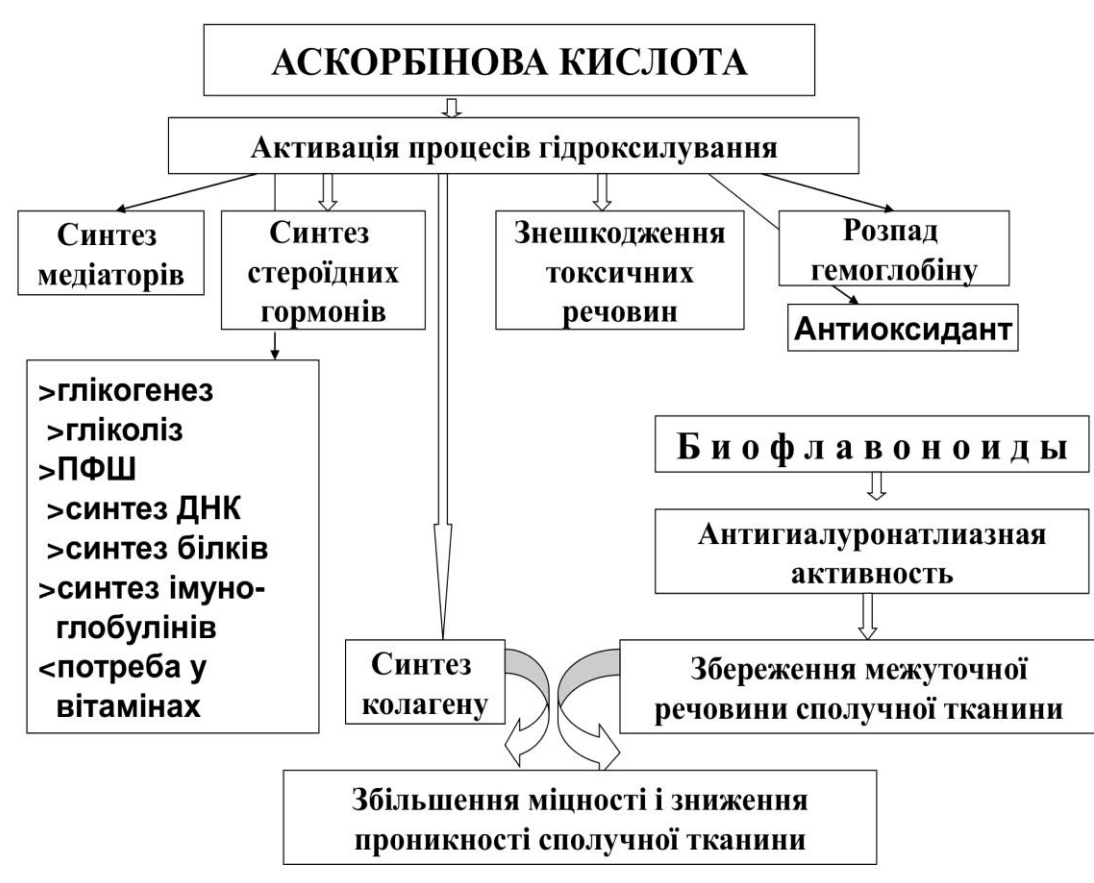 АСКОРБІНОВА КИСЛОТА
Активація процесів гідроксилування
Синтез
медіаторів
Синтез
стероїдних
гормонів
Знешкодження
токсичних
речовин
Розпад
гемоглобіну
Антиоксидант
>глікогенез
>гліколіз
>ПФШ
>синтез ДНК
>синтез білків
>синтез імуно-
глобулінів
<потреба у
вітамінах
Б и о ф л а в о н о и д ы
Антигиалуронатлиазная
активность
Синтез
колагену
Збереження межуточної
речовини сполучної тканини
Збільшення міцності і зниження
проникності сполучної тканини